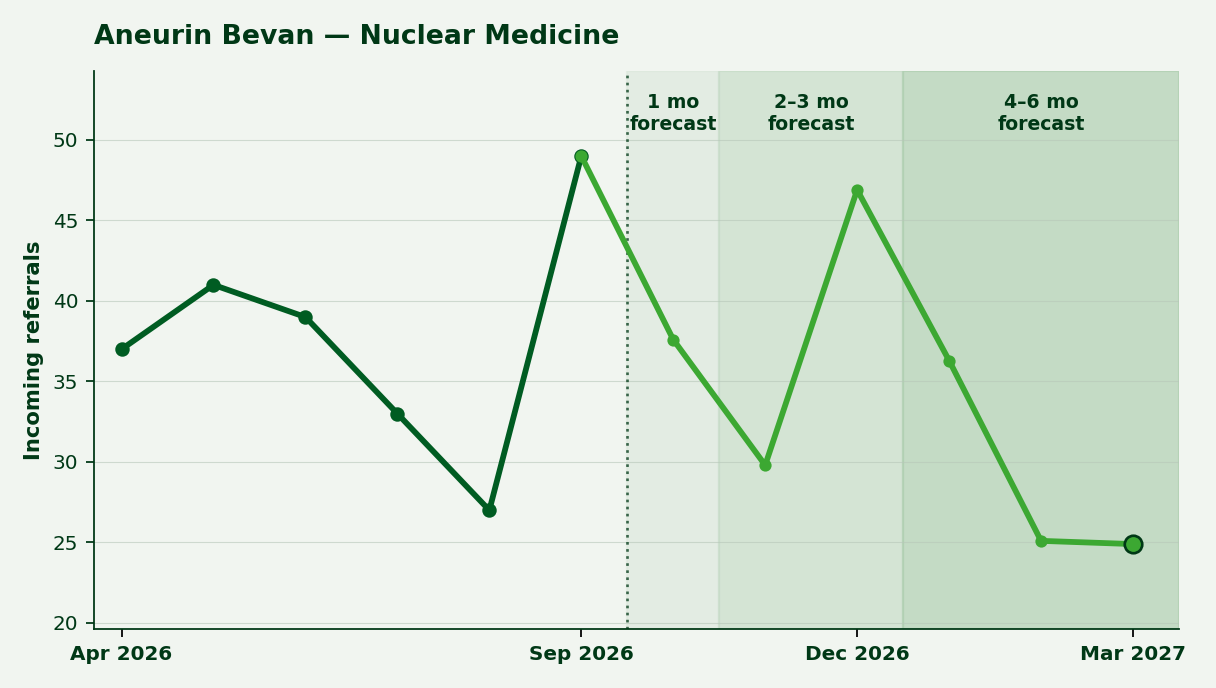 Aneurin Bevan — Nuclear Medicine
1 mo
forecast
2–3 mo
forecast
4–6 mo
forecast
Incoming referrals
50
45
40
35
30
25
20
Apr 2026
Sep 2026
Dec 2026
Mar 2027